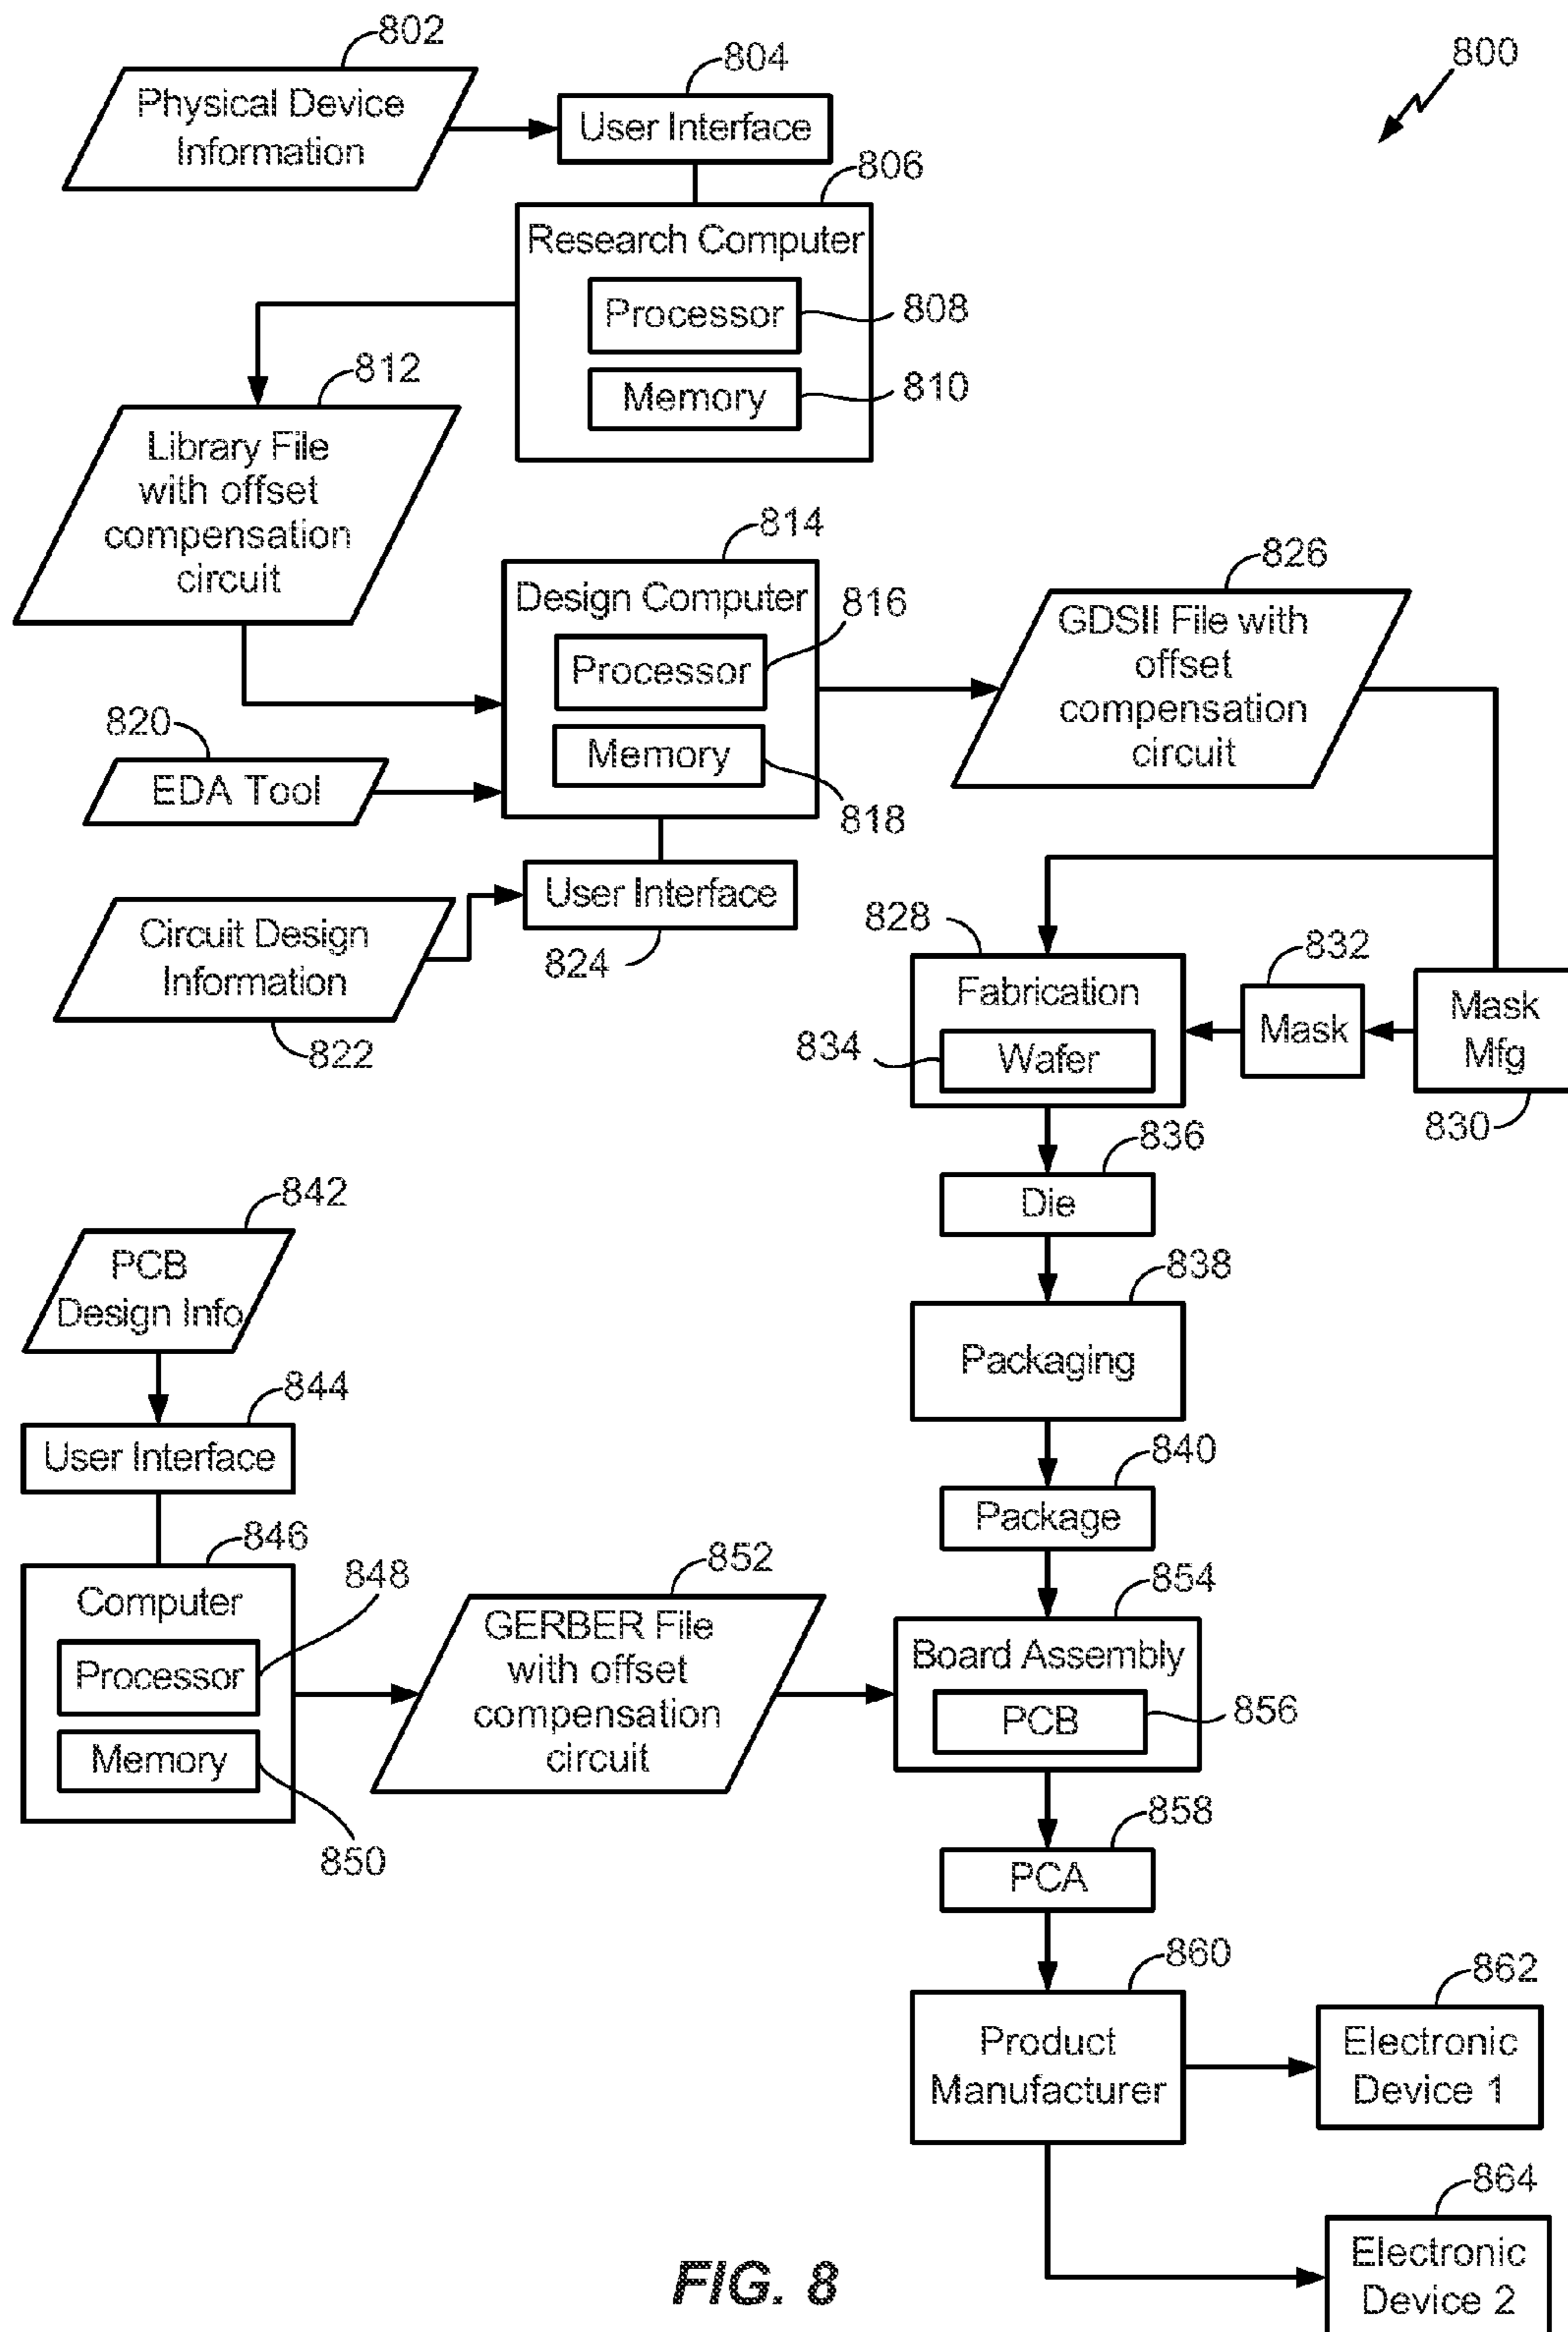 802
Physical Device
Information
804
User Interface
800
806
Research Computer
Processor
808
Memory
810
812
Library File
with offset
compensation
circuit
814
Design Computer
816
Processor
Memory
818
820
EDA Tool
826
GDSII File with
offset
compensation
circuit
User Interface
824
Circuit Design
Information
822
828
Fabrication
834
Wafer
832
Mask
Mask
Mfg
830
836
Die
838
Packaging
840
Package
842
PCB
Design Info
844
User Interface
846
Computer
848
Processor
Memory
850
852
GERBER File
with offset
compensation
circuit
854
Board Assembly
PCB
856
858
PCA
860
Product
Manufacturer
862
Electronic
Device 1
864
Electronic
Device 2
FIG. 8